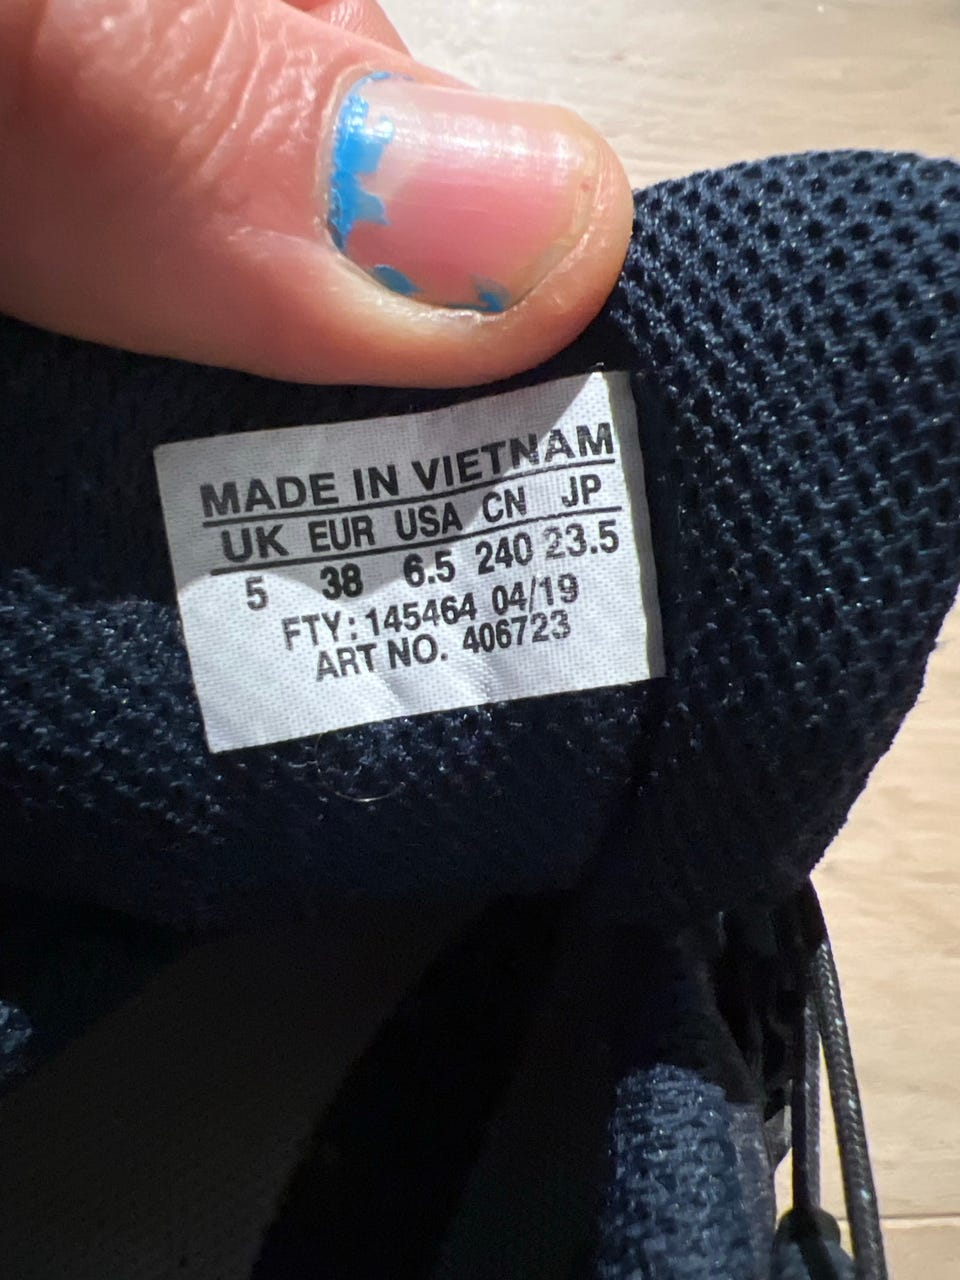 MADE IN VIETNAM
UK EUR USA CN JP
5 38 6.5 240 23.5
FTY: 145464 04/19
ART NO. 406723